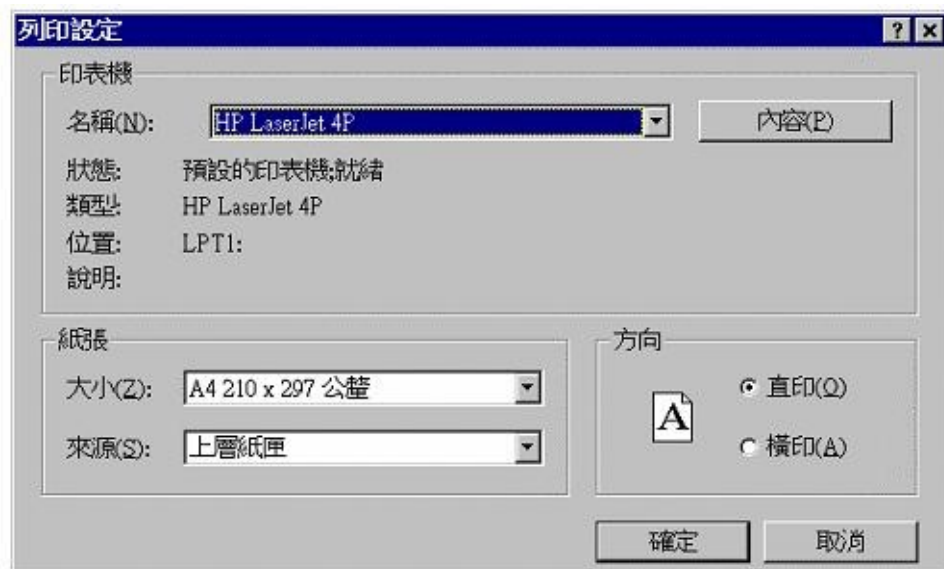 列印設定
印表機
名稱(N): HP LaserJet 4P 內容(P)
狀態: 預設的印表機;就緒
類型: HP LaserJet 4P
位置: LPT1:
說明:
紙張
大小(Z): A4 210 x 297 公釐
來源(S): 上層紙匣
方向
A
直印(O)
橫印(A)
確定 取消